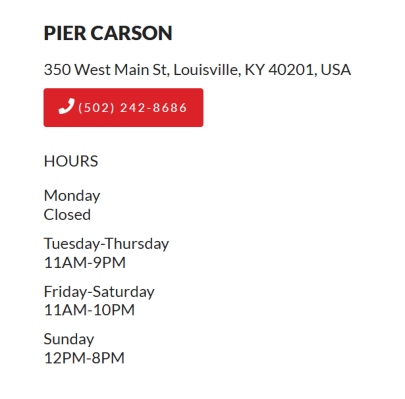 PIER CARSON
350 West Main St, Louisville, KY 40201, USA
(502) 242-8686
HOURS
Monday
Closed
Tuesday-Thursday
11AM-9PM
Friday-Saturday
11AM-10PM
Sunday
12PM-8PM